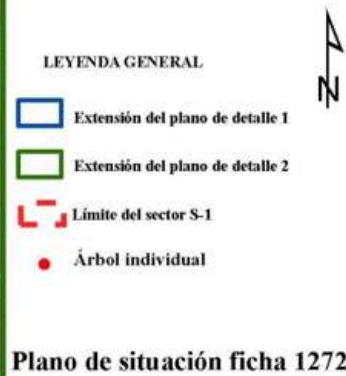 LEYENDA GENERAL
N
Extensión del plano de detalle 1
Extensión del plano de detalle 2
Límite del sector S-1
Árbol individual
Plano de situación ficha 1272